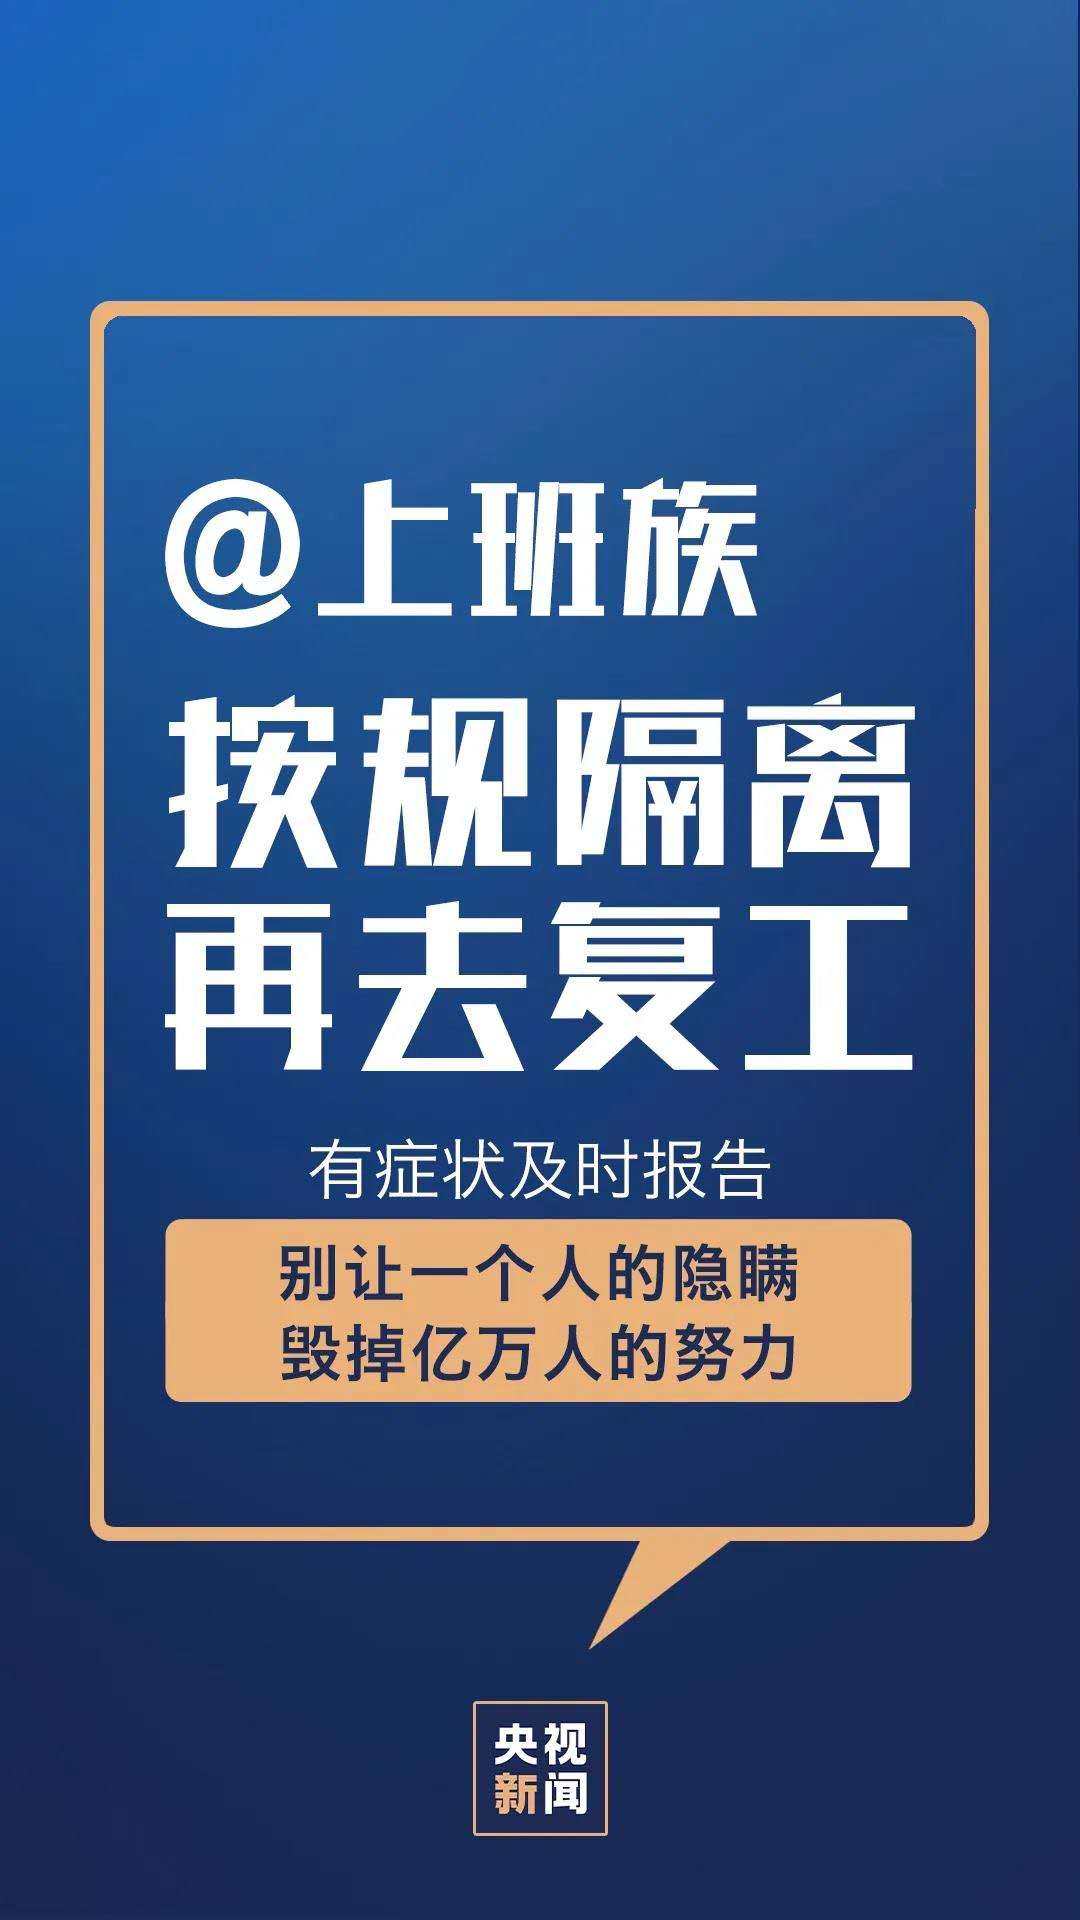 @上班族
按规隔离
再去复工
有症状及时报告
别让一个人的隐瞒
毁掉亿万人的努力
央视
新闻